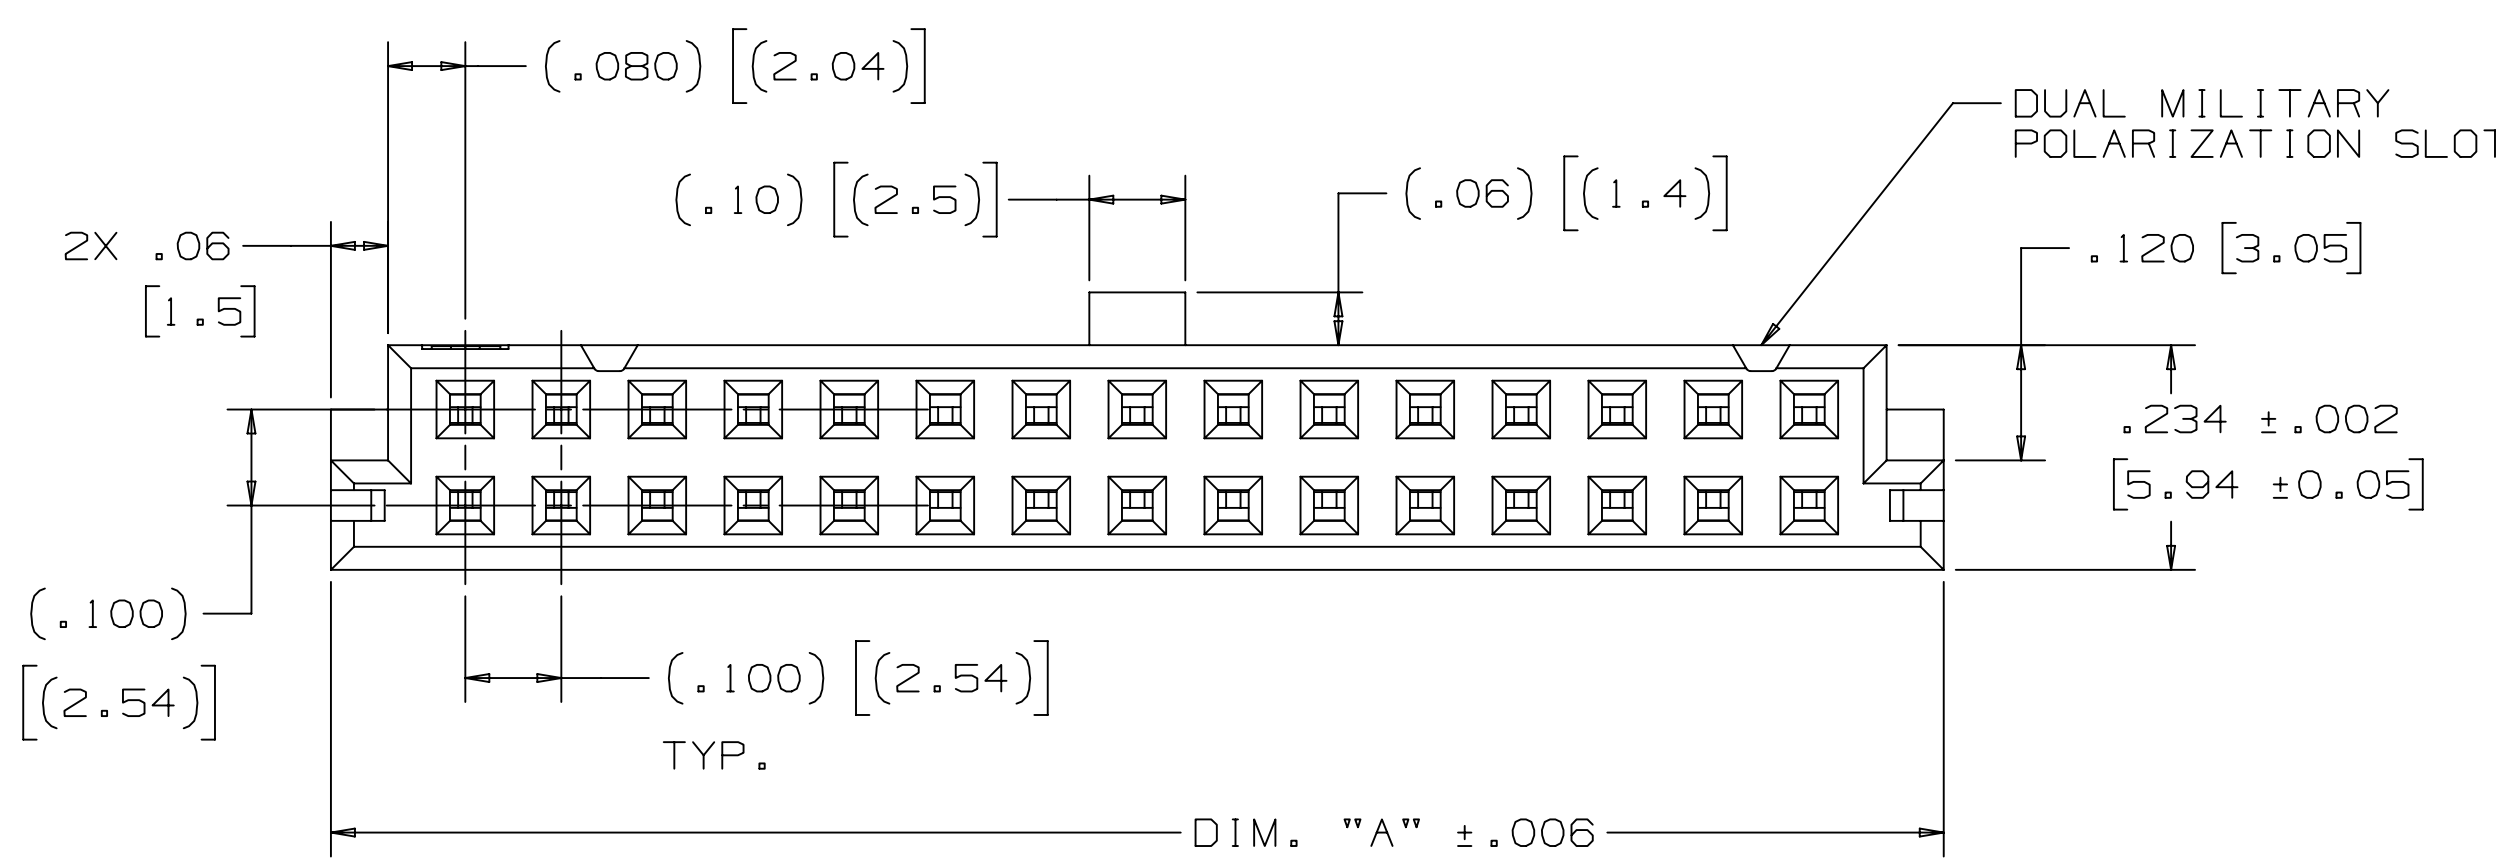 (.080) [(2.04)]
DUAL MILITARY
POLARIZATION SLOT
(.10) [(2.5)]
(.06) [(1.4)]
2X .06
[1.5]
.120 [3.05]
.234 ±.002
[5.94 ±0.05]
(.100)
[(2.54)]
(.100) [(2.54)]
TYP.
DIM. "A" ±.006